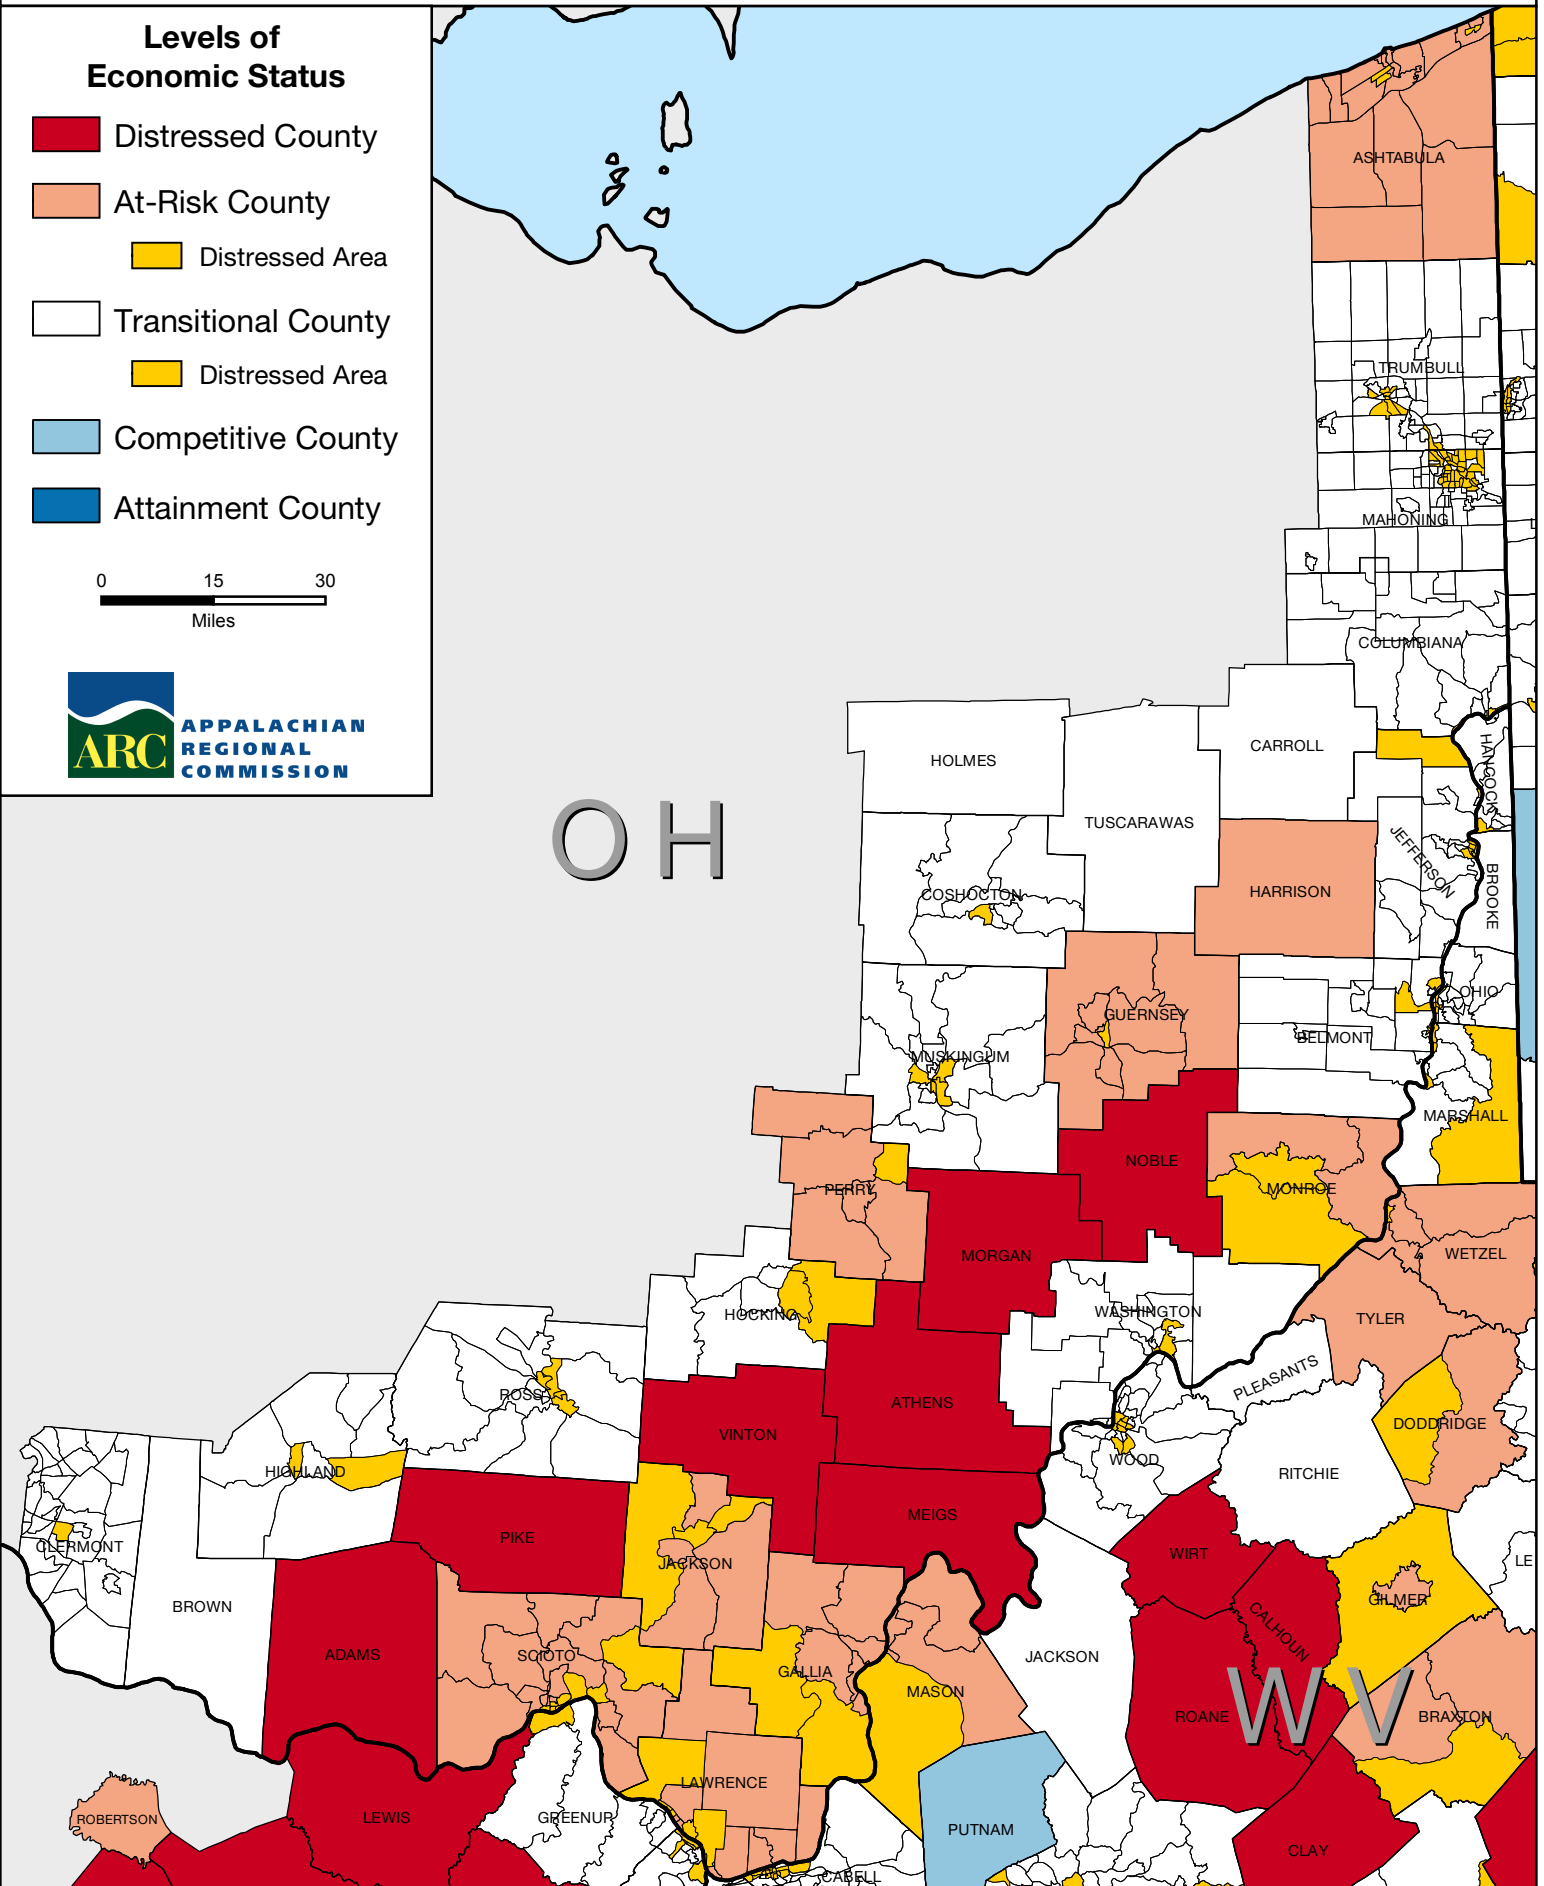 Levels of
Economic Status
Distressed County
At-Risk County
Distressed Area
Transitional County
Distressed Area
Competitive County
Attainment County
0 15 30
Miles
ARC
APPALACHIAN
REGIONAL
COMMISSION
ASHTABULA
TRUMBULL
MAHONING
COLUMBIANA
HOLMES
CARROLL
HANCOCK
TUSCARAWAS
OH
JEFFERSON
COSHOCTON
HARRISON
BROOKE
OHIO
GUERNSEY
BELMONT
MUSKINGUM
MARSHALL
NOBLE
PERRY
MONROE
MORGAN
WETZEL
HOCKING
WASHINGTON
TYLER
PLEASANTS
ROSS
ATHENS
DODDRIDGE
VINTON
WOOD
HIGHLAND
RITCHIE
MEIGS
PIKE
CLERMONT
WIRT
LE
JACKSON
GILMER
BROWN
CALHOUN
ADAMS
SCIOTO
JACKSON
GALLIA
MASON
ROANE
WV
BRAXTON
LAWRENCE
ROBERTSON
LEWIS
GREENUP
PUTNAM
CLAY
CABELL